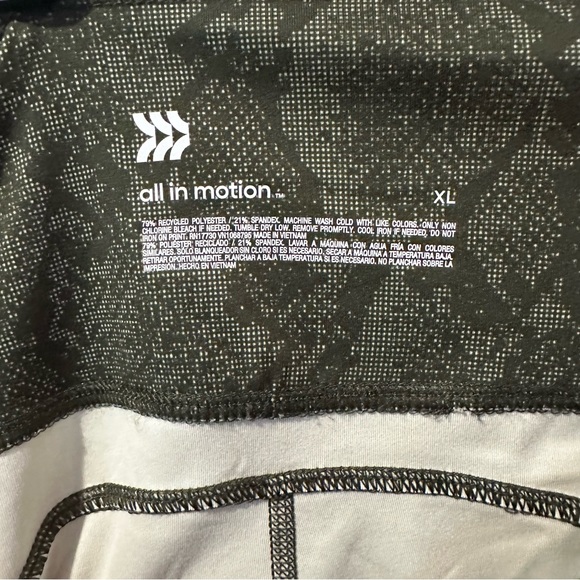 all in motion™
XL
79% RECYCLED POLYESTER / 21% SPANDEX. MACHINE WASH COLD WITH LIKE COLORS. ONLY NON
CHLORINE BLEACH IF NEEDED. TUMBLE DRY LOW. REMOVE PROMPTLY. COOL IRON IF NEEDED, DO NOT
IRON ON PRINT. RN17730 VN1068795 MADE IN VIETNAM
79% POLIÉSTER RECICLADO / 21% SPANDEX. LAVAR A MÁQUINA CON AGUA FRÍA CON COLORES
SIMILARES. SÓLO BLANQUEADOR SIN CLORO SI ES NECESARIO. SECAR A MÁQUINA A TEMPERATURA BAJA.
RETIRAR OPORTUNAMENTE. PLANCHAR A BAJA TEMPERATURA SI ES NECESARIO. NO PLANCHAR SOBRE LA
IMPRESIÓN. HECHO EN VIETNAM